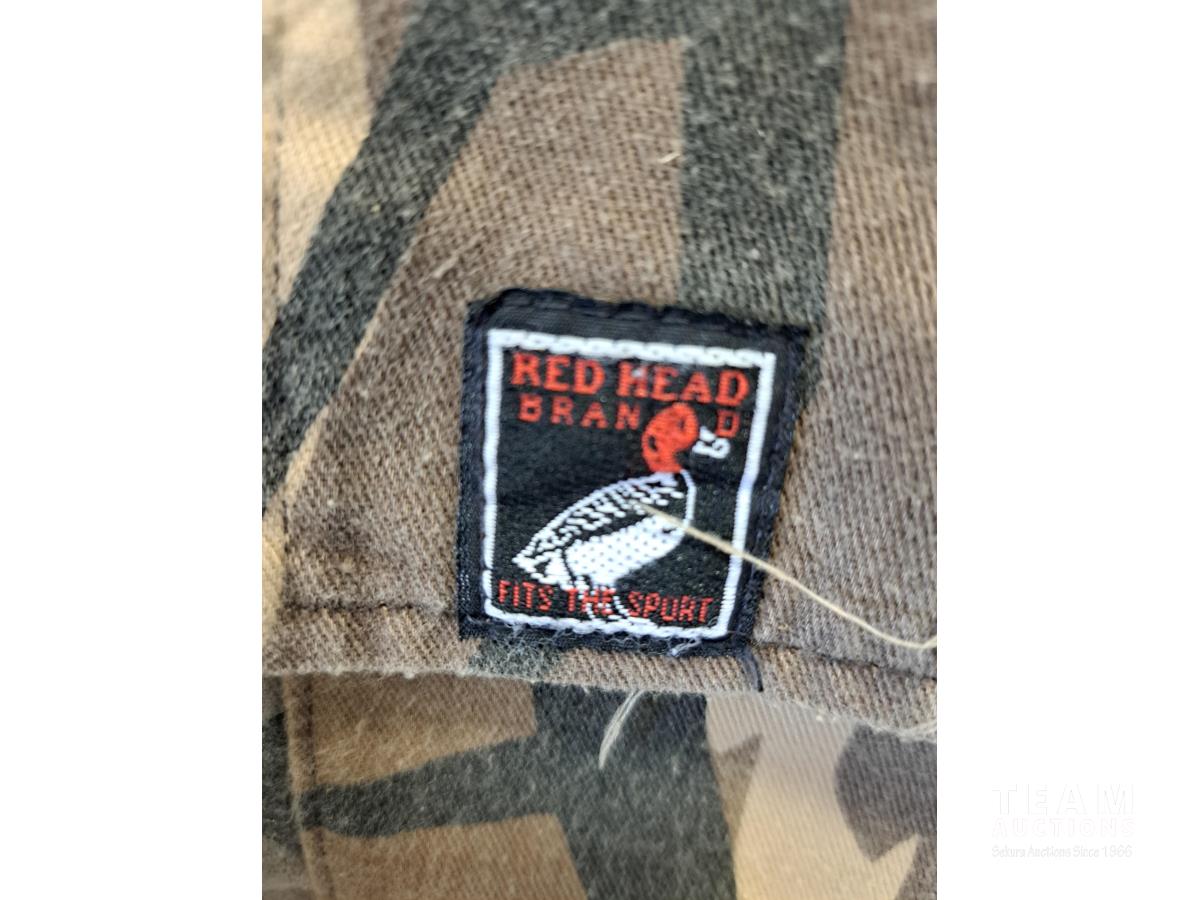 RED HEAD
BRAND
FITS THE SPORT
TEAM
AUCTIONS
Sekura Auctions Since 1966